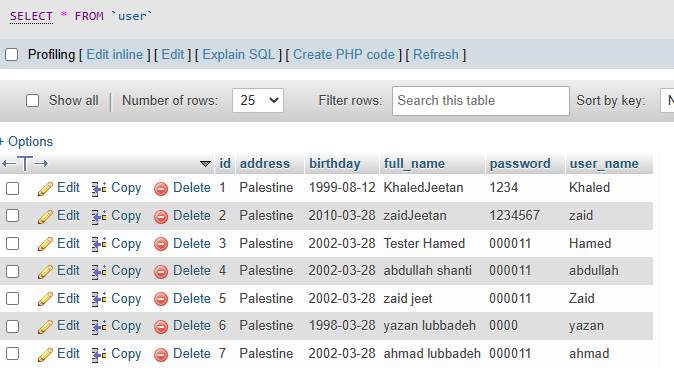 SELECT * FROM `user`
Profiling [ Edit inline ] [ Edit ] [ Explain SQL ] [ Create PHP code ] [ Refresh ]
Show all | Number of rows: 25 Filter rows: Search this table Sort by key: N
+ Options
←T→ id address birthday full_name password user_name
Edit Copy Delete 1 Palestine 1999-08-12 KhaledJeetan 1234 Khaled
Edit Copy Delete 2 Palestine 2010-03-28 zaidJeetan 1234567 zaid
Edit Copy Delete 3 Palestine 2002-03-28 Tester Hamed 000011 Hamed
Edit Copy Delete 4 Palestine 2002-03-28 abdullah shanti 000011 abdullah
Edit Copy Delete 5 Palestine 2002-03-28 zaid jeet 000011 Zaid
Edit Copy Delete 6 Palestine 1998-03-28 yazan lubbadeh 0000 yazan
Edit Copy Delete 7 Palestine 2002-03-28 ahmad lubbadeh 000011 ahmad